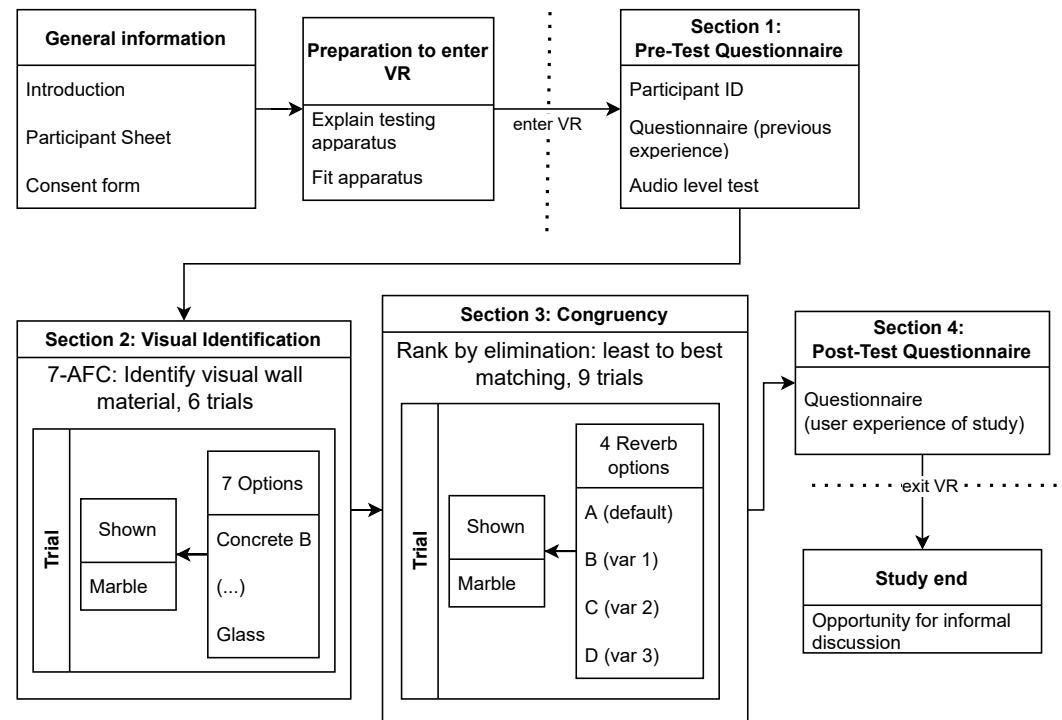 General information
Introduction
Participant Sheet
Consent form
Preparation to enter
VR
Explain testing
apparatus
Fit apparatus
enter VR
Section 1:
Pre-Test Questionnaire
Participant ID
Questionnaire (previous
experience)
Audio level test
Section 2: Visual Identification
7-AFC: Identify visual wall
material, 6 trials
Trial
Shown
Marble
7 Options
Concrete B
(...)
Glass
Section 3: Congruency
Rank by elimination: least to best
matching, 9 trials
Trial
Shown
Marble
4 Reverb
options
A (default)
B (var 1)
C (var 2)
D (var 3)
Section 4:
Post-Test Questionnaire
Questionnaire
(user experience of study)
exit VR
Study end
Opportunity for informal
discussion